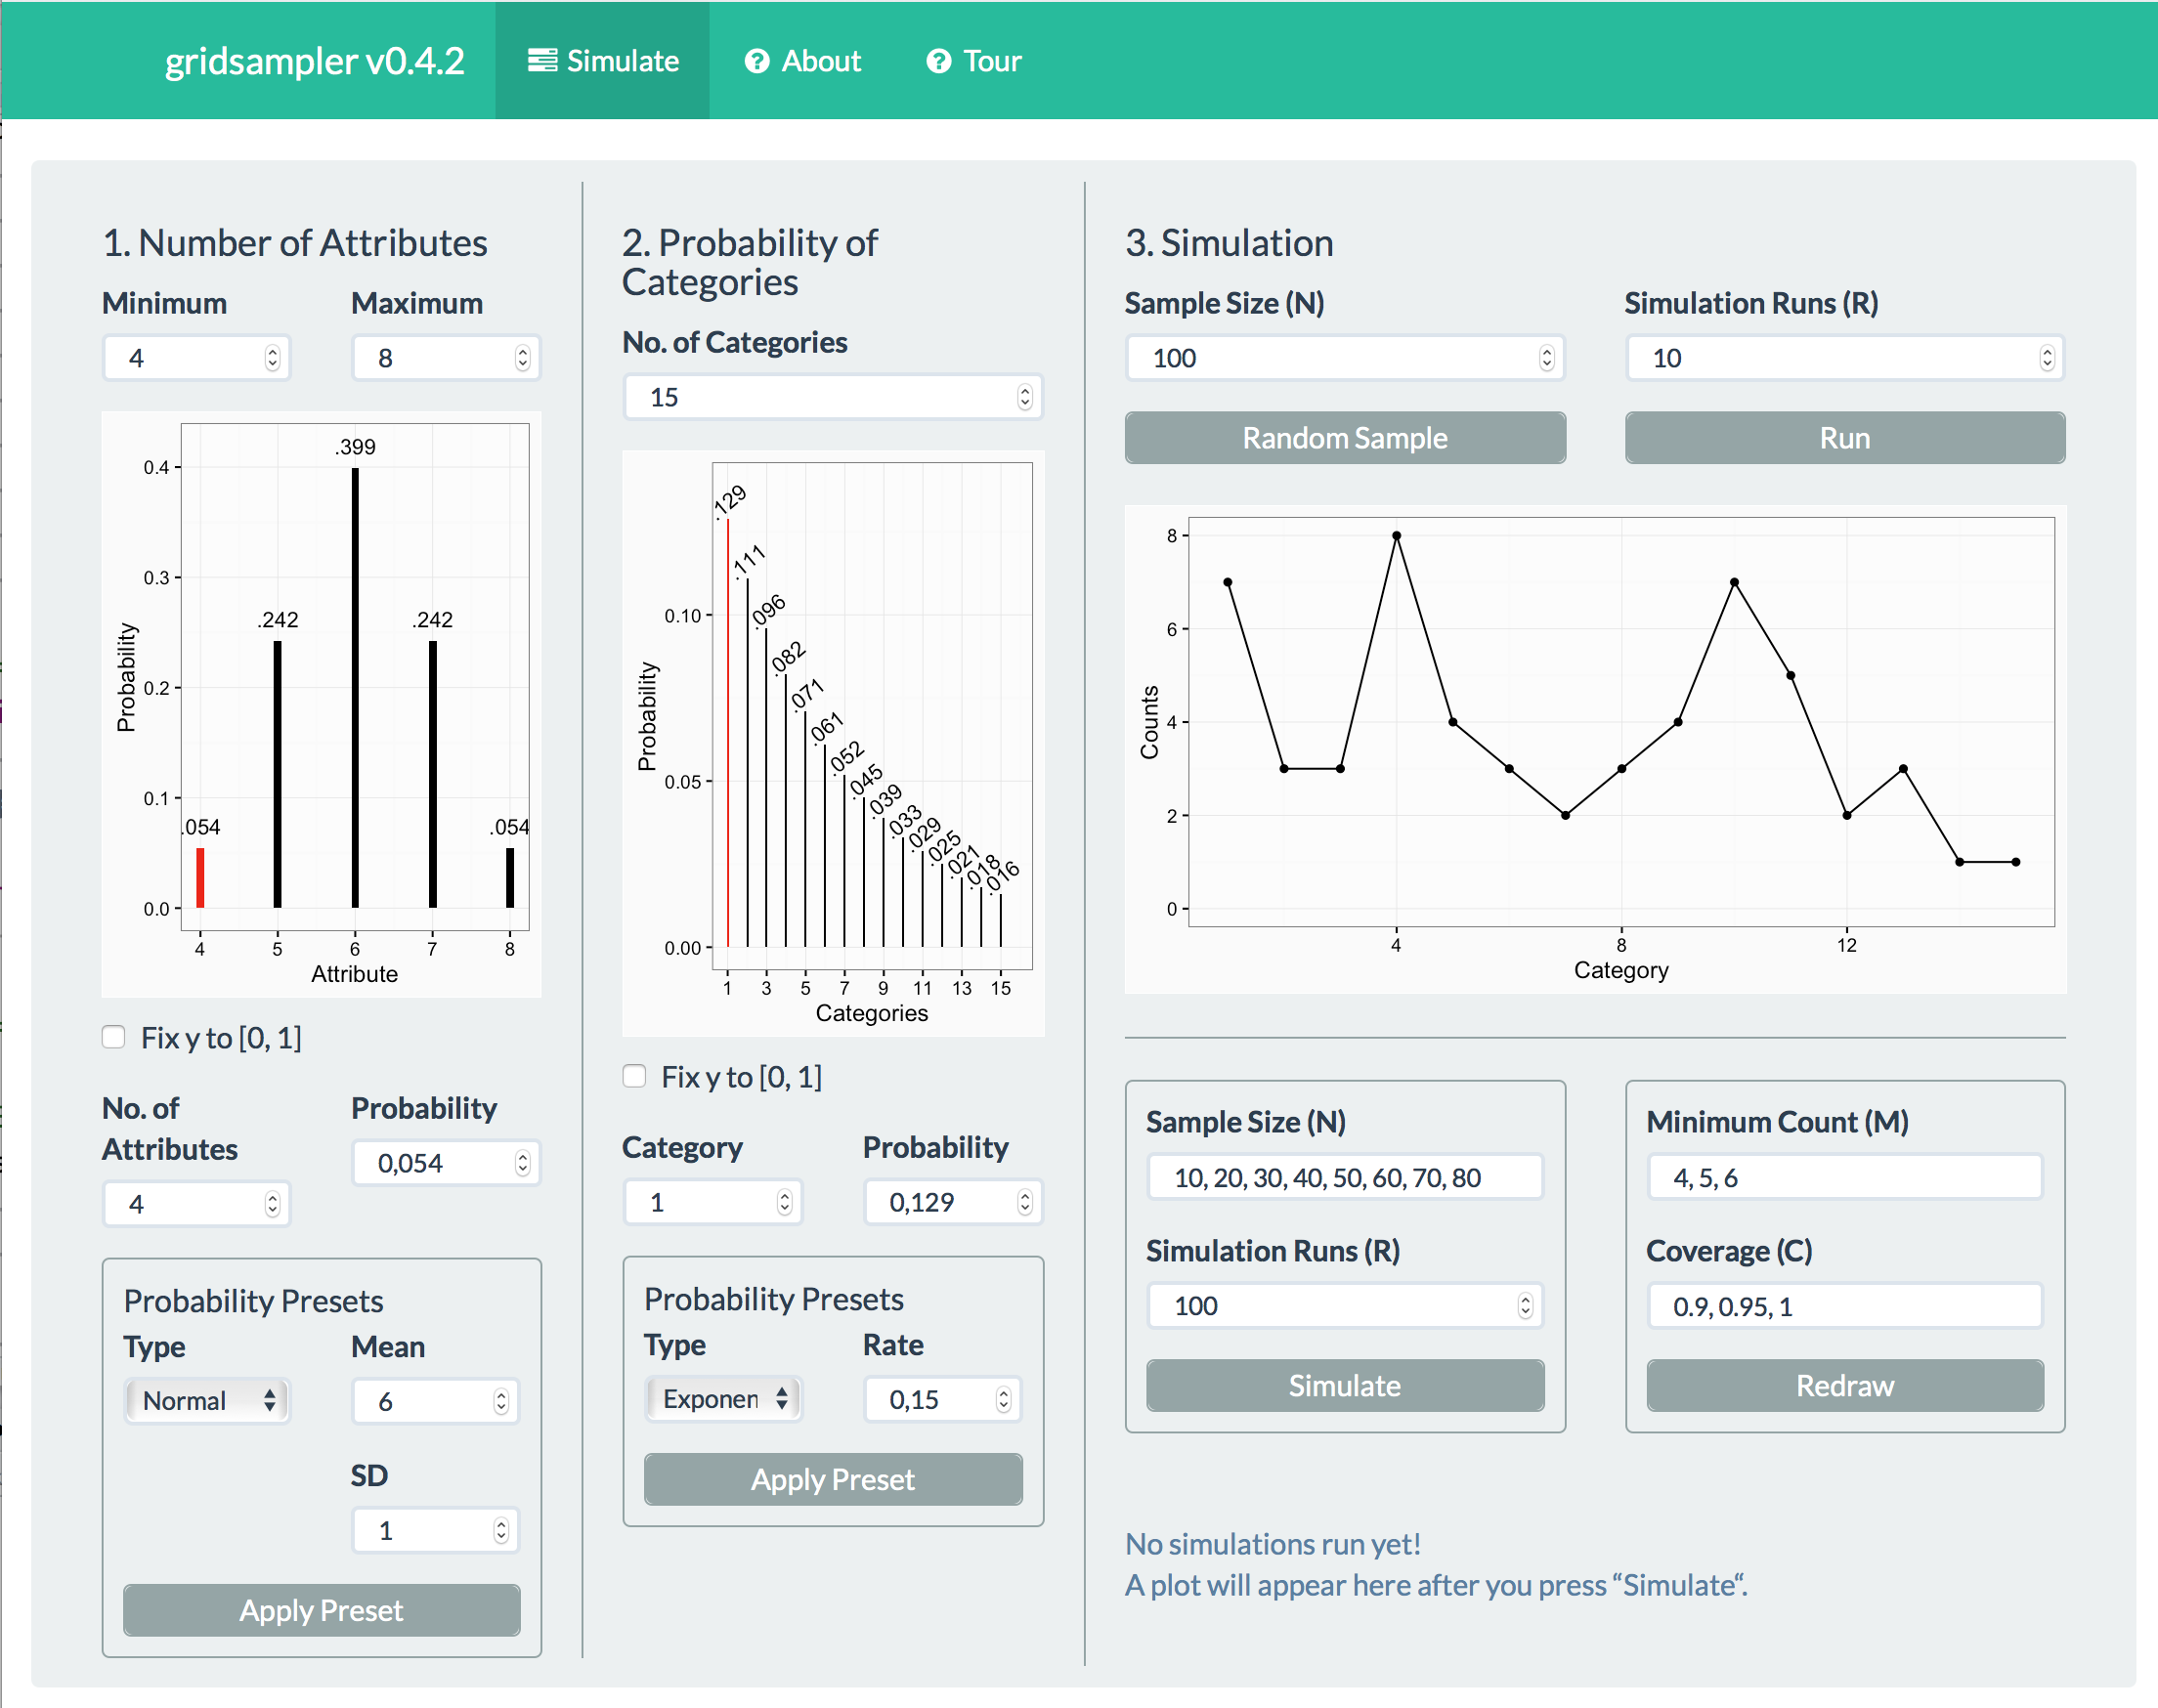 gridsampler v0.4.2
Simulate
About
Tour
1. Number of Attributes
Minimum
Maximum
4
8
.399
.242
.242
.054
.054
0.4
0.3
0.2
0.1
0.0
Probability
4
5
6
7
8
Attribute
Fix y to [0, 1]
No. of
Attributes
Probability
4
0,054
Probability Presets
Type
Mean
Normal
6
SD
1
Apply Preset
2. Probability of
Categories
No. of Categories
15
.129
.111
.096
.082
.071
.061
.052
.045
.039
.033
.029
.025
.021
.018
.016
0.10
0.05
0.00
Probability
1
3
5
7
9
11
13
15
Categories
Fix y to [0, 1]
Category
Probability
1
0,129
Probability Presets
Type
Rate
Exponen
0,15
Apply Preset
3. Simulation
Sample Size (N)
Simulation Runs (R)
100
10
Random Sample
Run
8
6
4
2
0
Counts
4
8
12
Category
Sample Size (N)
10, 20, 30, 40, 50, 60, 70, 80
Simulation Runs (R)
100
Simulate
Minimum Count (M)
4, 5, 6
Coverage (C)
0.9, 0.95, 1
Redraw
No simulations run yet!
A plot will appear here after you press “Simulate“.